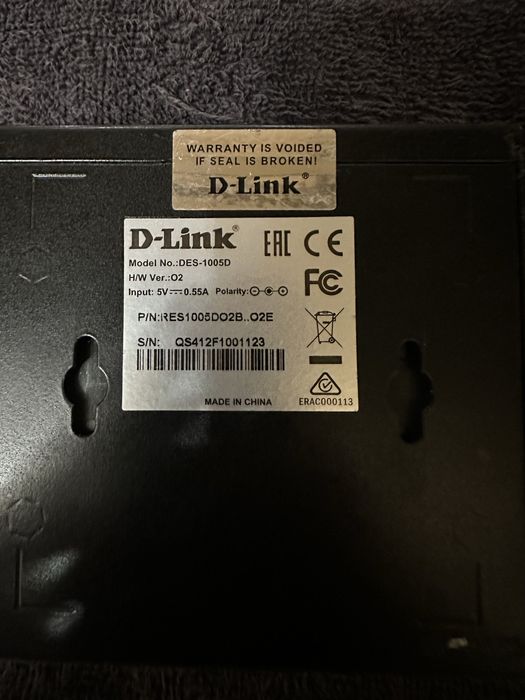 WARRANTY IS VOIDED
IF SEAL IS BROKEN!
D-Link®
D-Link®
EAC CE
Model No.:DES-1005D
H/W Ver.:O2
Input: 5V⎓0.55A Polarity:
FC
P/N:RES1005DO2B..O2E
S/N: QS412F1001123
MADE IN CHINA
ERAC000113